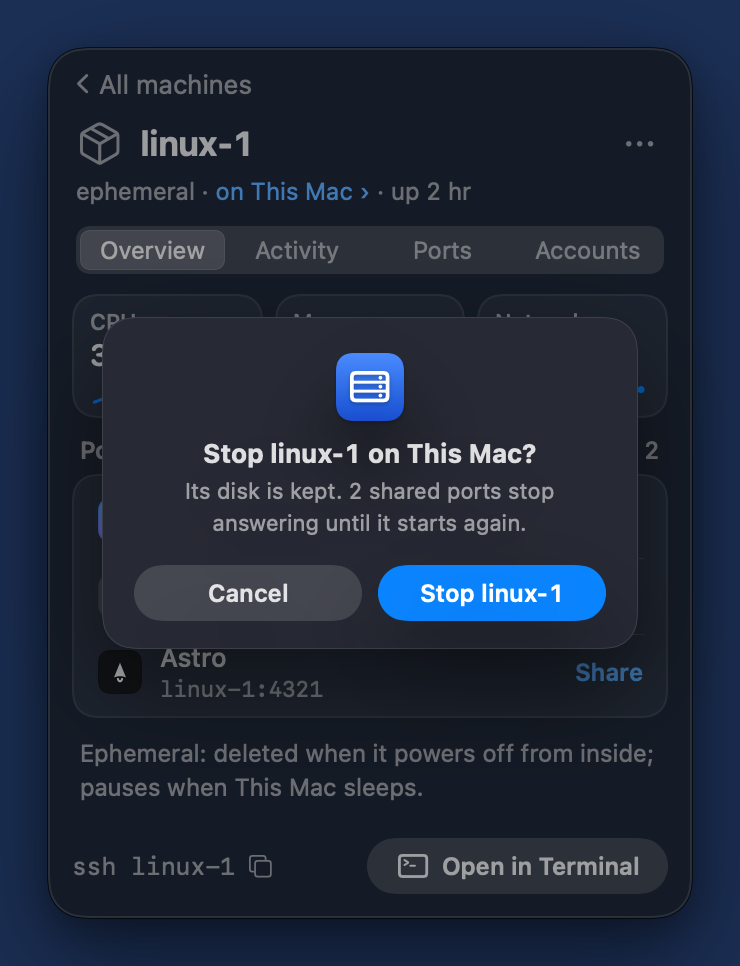 All machines
linux-1
ephemeral · on This Mac › · up 2 hr
Overview Activity Ports Accounts
Stop linux-1 on This Mac?
Its disk is kept. 2 shared ports stop
answering until it starts again.
Cancel Stop linux-1
2
Astro
linux-1:4321
Share
Ephemeral: deleted when it powers off from inside;
pauses when This Mac sleeps.
ssh linux-1
Open in Terminal